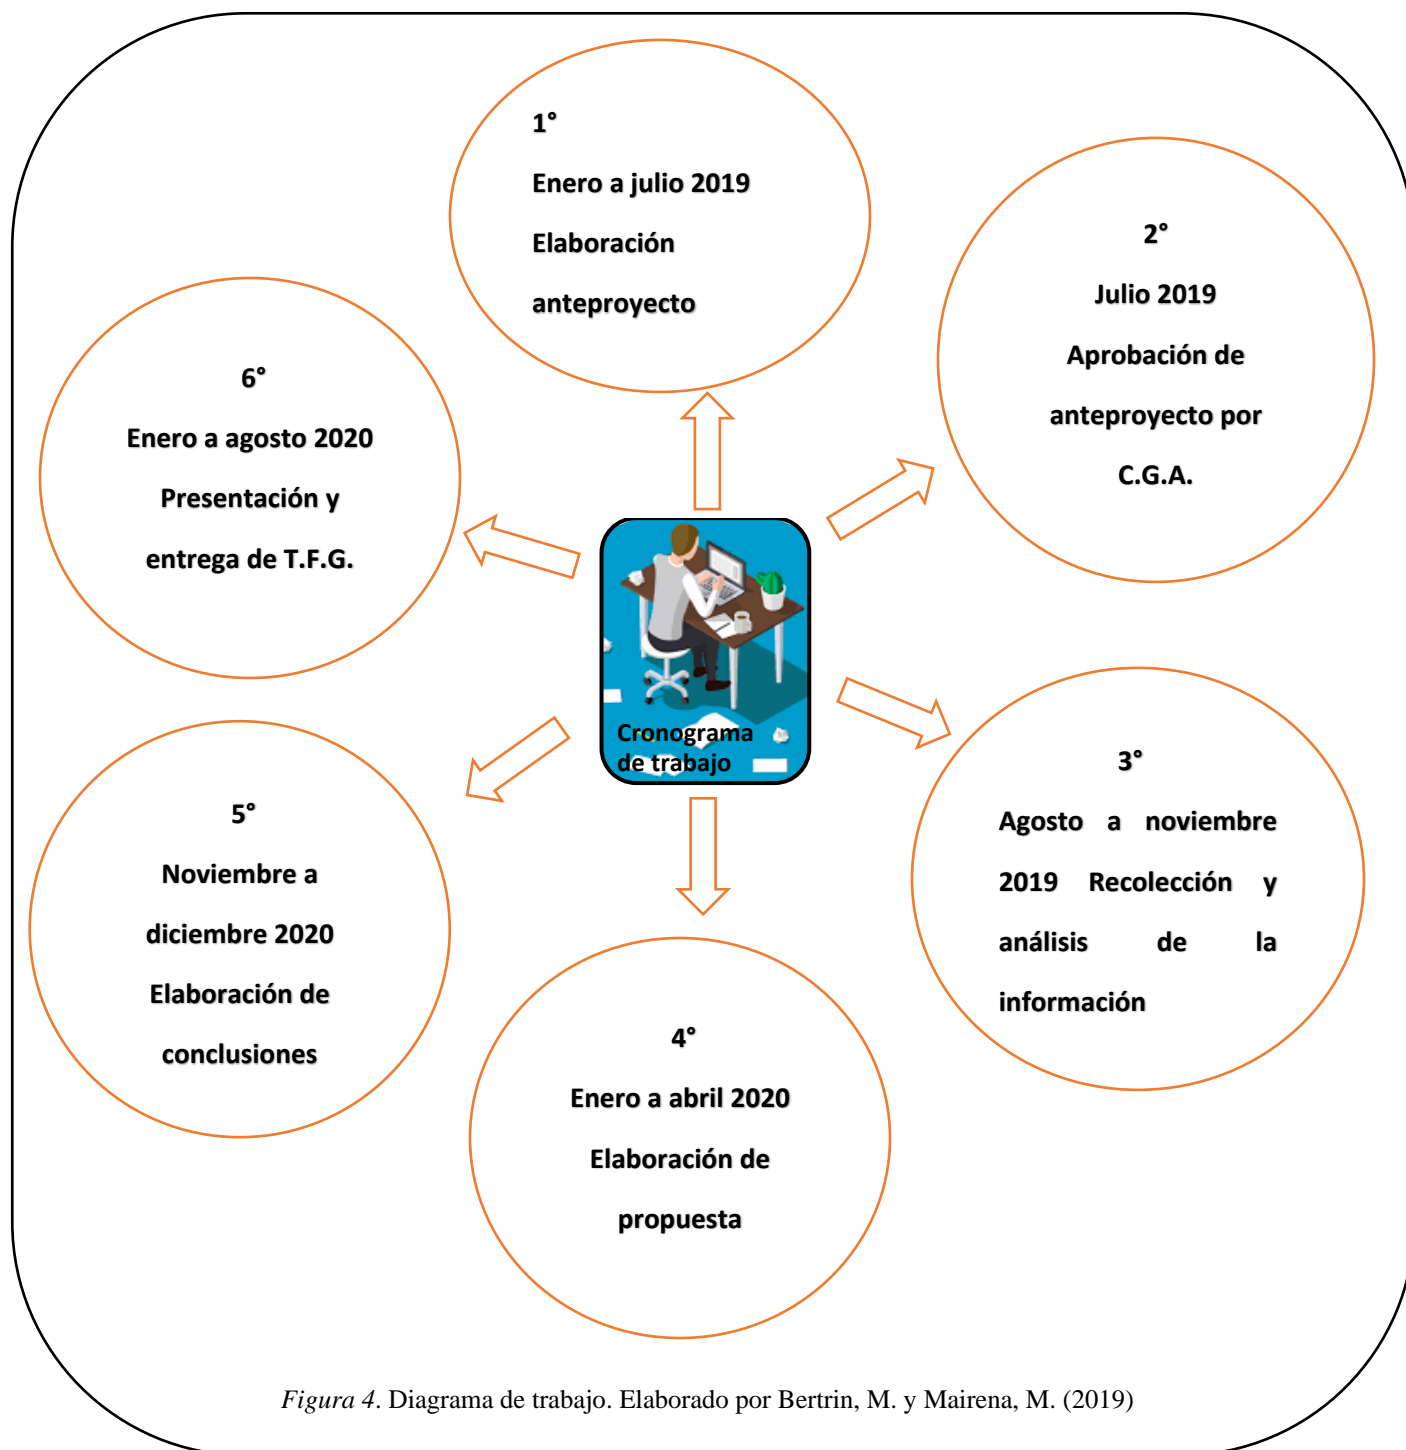 1°
Enero a julio 2019
Elaboración
anteproyecto
2°
Julio 2019
Aprobación de
anteproyecto por
C.G.A.
3°
Agosto a noviembre
2019 Recolección y
análisis de la
información
4°
Enero a abril 2020
Elaboración de
propuesta
5°
Noviembre a
diciembre 2020
Elaboración de
conclusiones
6°
Enero a agosto 2020
Presentación y
entrega de T.F.G.
Cronograma
de trabajo
Figura 4. Diagrama de trabajo. Elaborado por Bertrin, M. y Mairena, M. (2019)